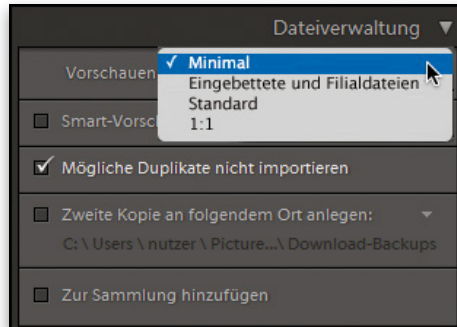 Dateiverwaltung
Vorschauen
Minimal
Eingebettete und Filialdateien
Standard
1:1
Smart-Vorsc
Mögliche Duplikate nicht importieren
Zweite Kopie an folgendem Ort anlegen:
C: \ Users \ nutzer \ Picture...\ Download-Backups
Zur Sammlung hinzufügen